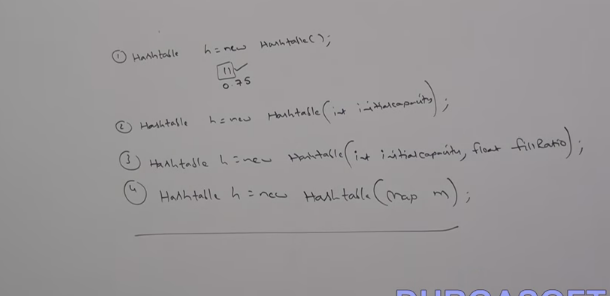 ① Hashtable h = new Hashtable();
11 ✓
0.75
② Hashtable h = new Hashtable(int initialcapacity);
③ Hashtable h = new Hashtable(int initialcapacity, float fillRatio);
④ Hashtable h = new Hashtable(map m);
DURGASOFT